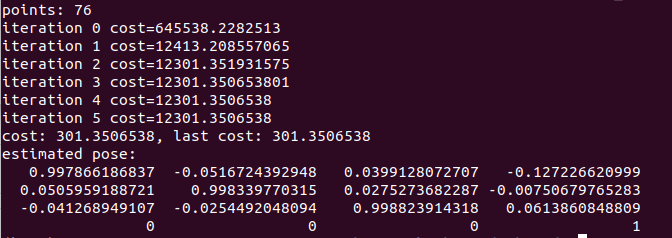 points: 76
iteration 0 cost=645538.2282513
iteration 1 cost=12413.208557065
iteration 2 cost=12301.351931575
iteration 3 cost=12301.350653801
iteration 4 cost=12301.3506538
iteration 5 cost=12301.3506538
cost: 301.3506538, last cost: 301.3506538
estimated pose:
0.997866186837 -0.0516724392948 0.0399128072707 -0.127226620999
0.0505959188721 0.998339770315 0.0275273682287 -0.00750679765283
-0.041268949107 -0.0254492048094 0.998823914318 0.0613860848809
0 0 0 1